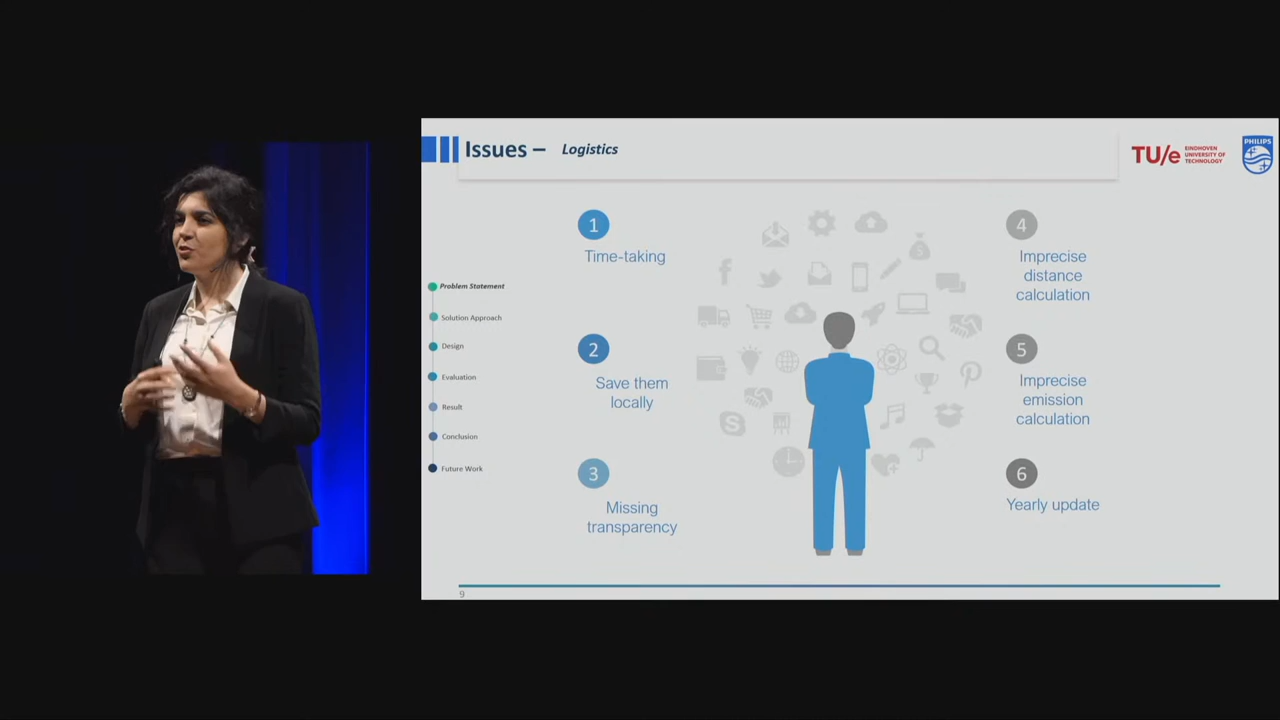 Issues – Logistics
TU/e EINDHOVEN
UNIVERSITY OF
TECHNOLOGY
PHILIPS
Problem Statement
Solution Approach
Design
Evaluation
Result
Conclusion
Future Work
1
Time-taking
2
Save them
locally
3
Missing
transparency
4
Imprecise
distance
calculation
5
Imprecise
emission
calculation
6
Yearly update
9